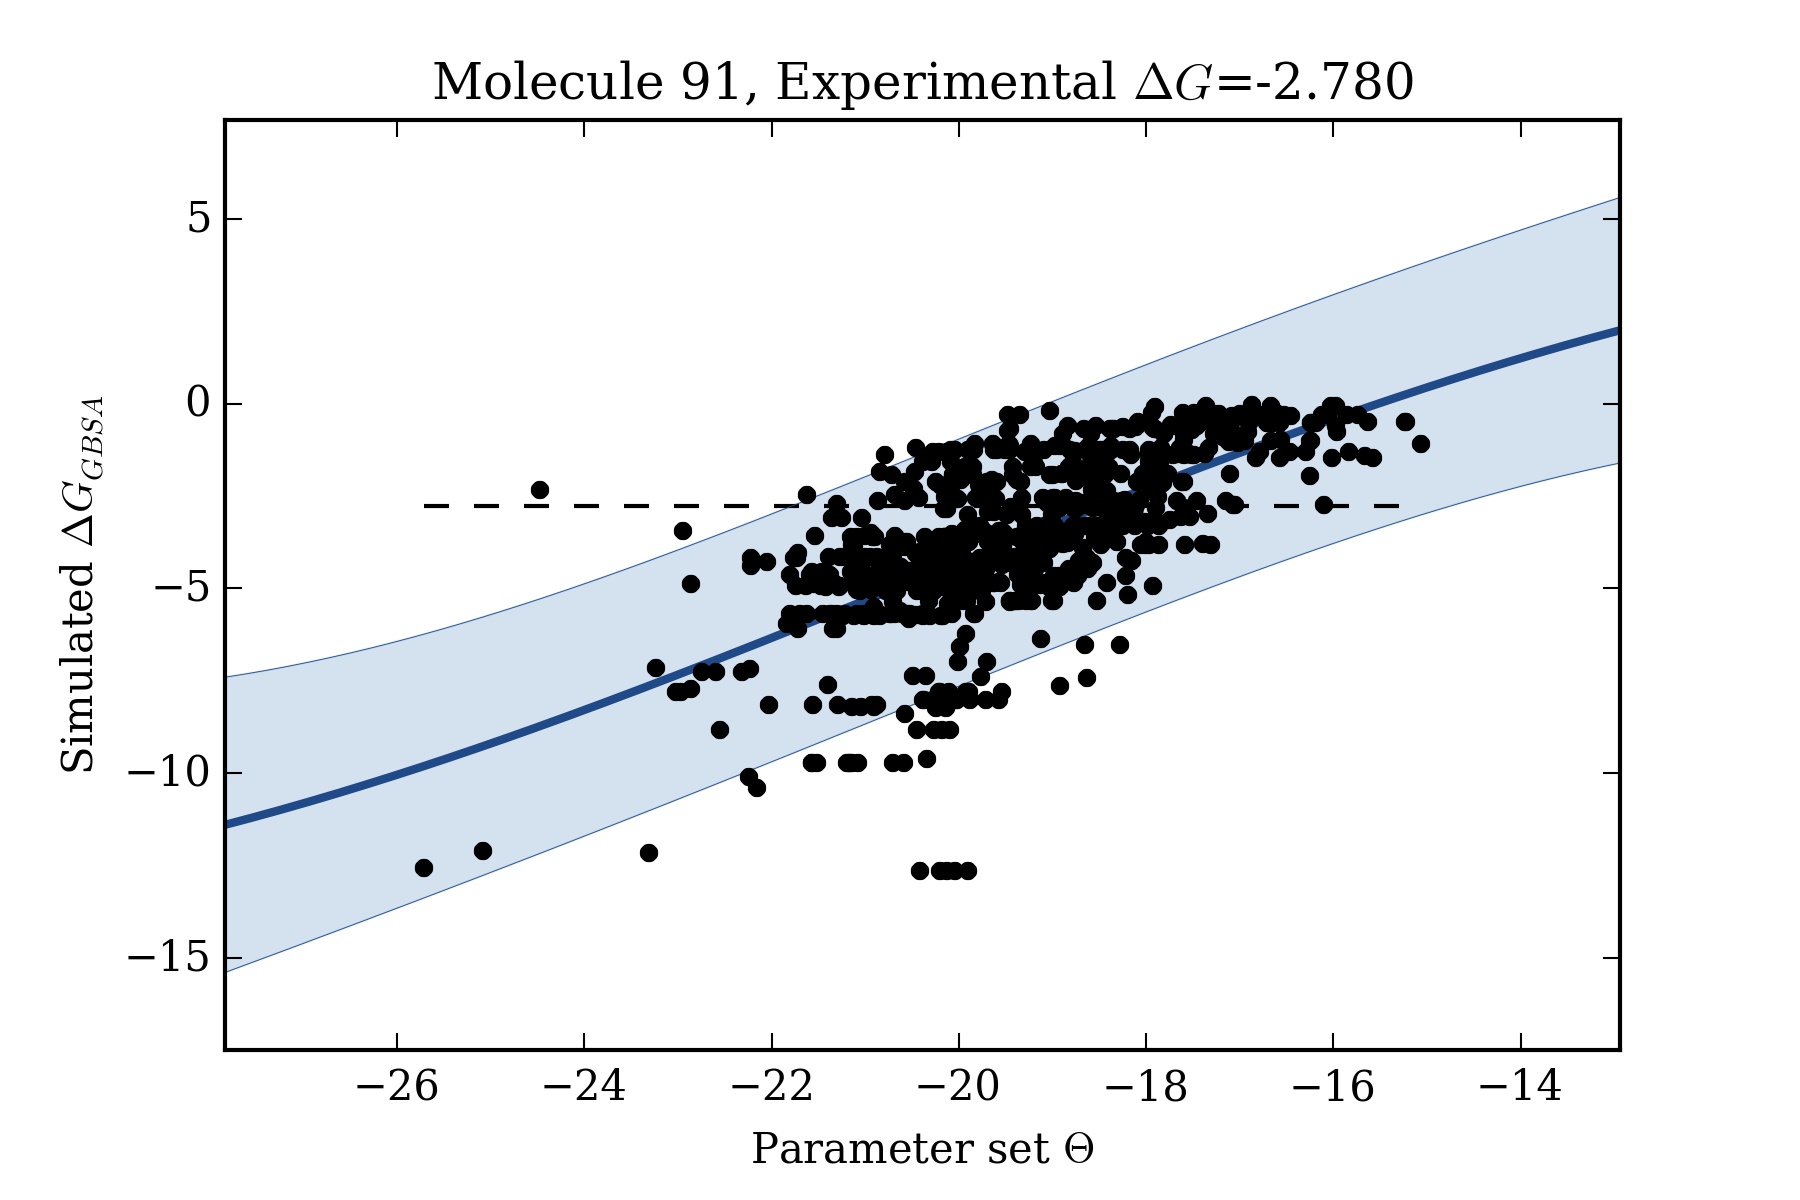 Molecule 91, Experimental ΔG=-2.780
5
0
−5
−10
−15
Simulated ΔG_GBSA
−26 −24 −22 −20 −18 −16 −14
Parameter set Θ